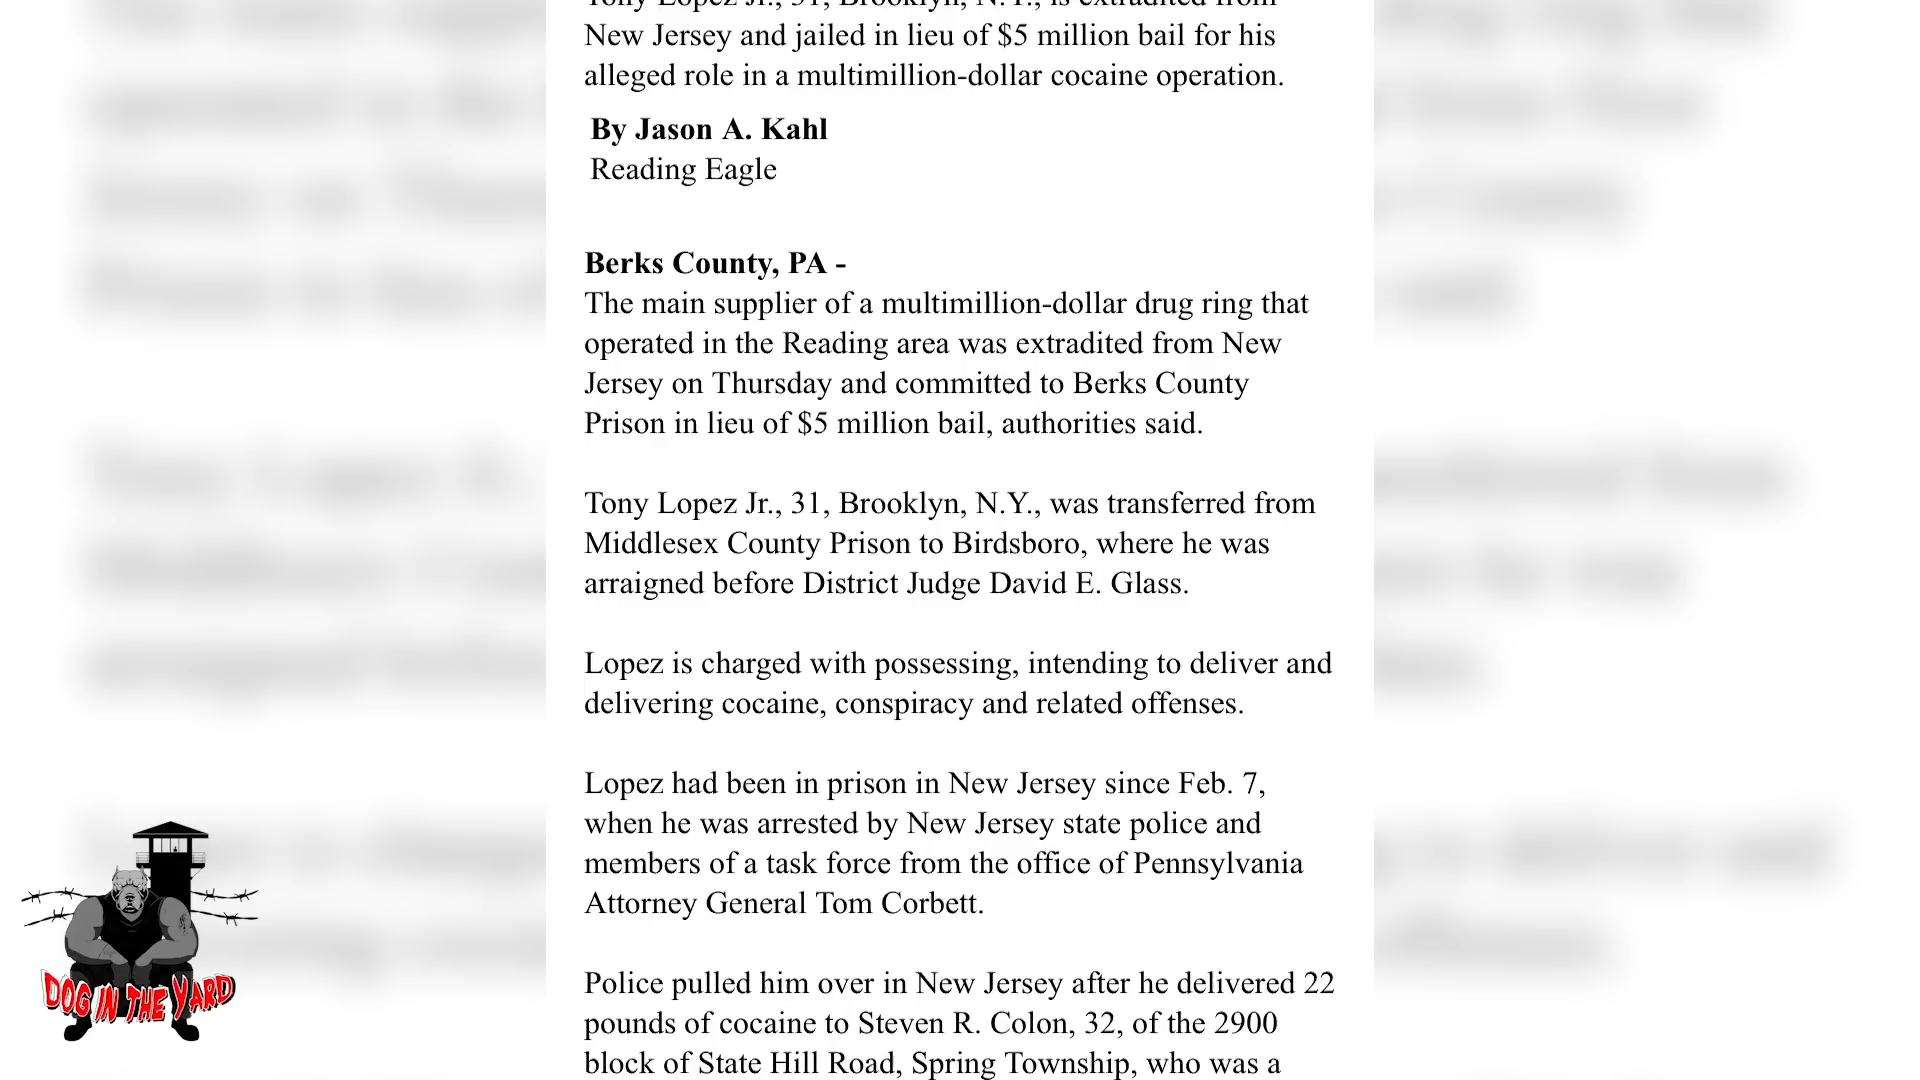 Tony Lopez Jr., 31, Brooklyn, N.Y., is extradited from
New Jersey and jailed in lieu of $5 million bail for his
alleged role in a multimillion-dollar cocaine operation.
By Jason A. Kahl
Reading Eagle
Berks County, PA -
The main supplier of a multimillion-dollar drug ring that
operated in the Reading area was extradited from New
Jersey on Thursday and committed to Berks County
Prison in lieu of $5 million bail, authorities said.
Tony Lopez Jr., 31, Brooklyn, N.Y., was transferred from
Middlesex County Prison to Birdsboro, where he was
arraigned before District Judge David E. Glass.
Lopez is charged with possessing, intending to deliver and
delivering cocaine, conspiracy and related offenses.
Lopez had been in prison in New Jersey since Feb. 7,
when he was arrested by New Jersey state police and
members of a task force from the office of Pennsylvania
Attorney General Tom Corbett.
Police pulled him over in New Jersey after he delivered 22
pounds of cocaine to Steven R. Colon, 32, of the 2900
block of State Hill Road, Spring Township, who was a
DOG IN THE YARD